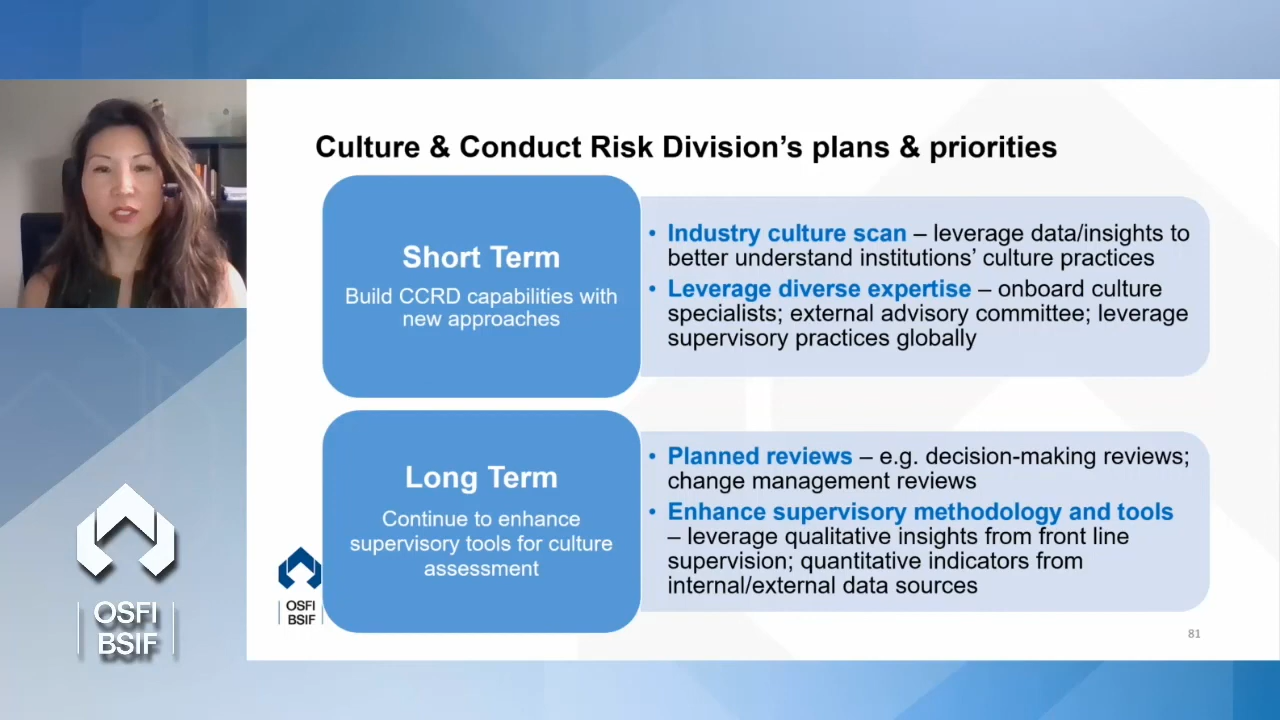 Culture & Conduct Risk Division’s plans & priorities
Short Term
Build CCRD capabilities with
new approaches
• Industry culture scan – leverage data/insights to
better understand institutions’ culture practices
• Leverage diverse expertise – onboard culture
specialists; external advisory committee; leverage
supervisory practices globally
Long Term
Continue to enhance
supervisory tools for culture
assessment
• Planned reviews – e.g. decision-making reviews;
change management reviews
• Enhance supervisory methodology and tools
– leverage qualitative insights from front line
supervision; quantitative indicators from
internal/external data sources
OSFI
BSIF
81
OSFI
BSIF